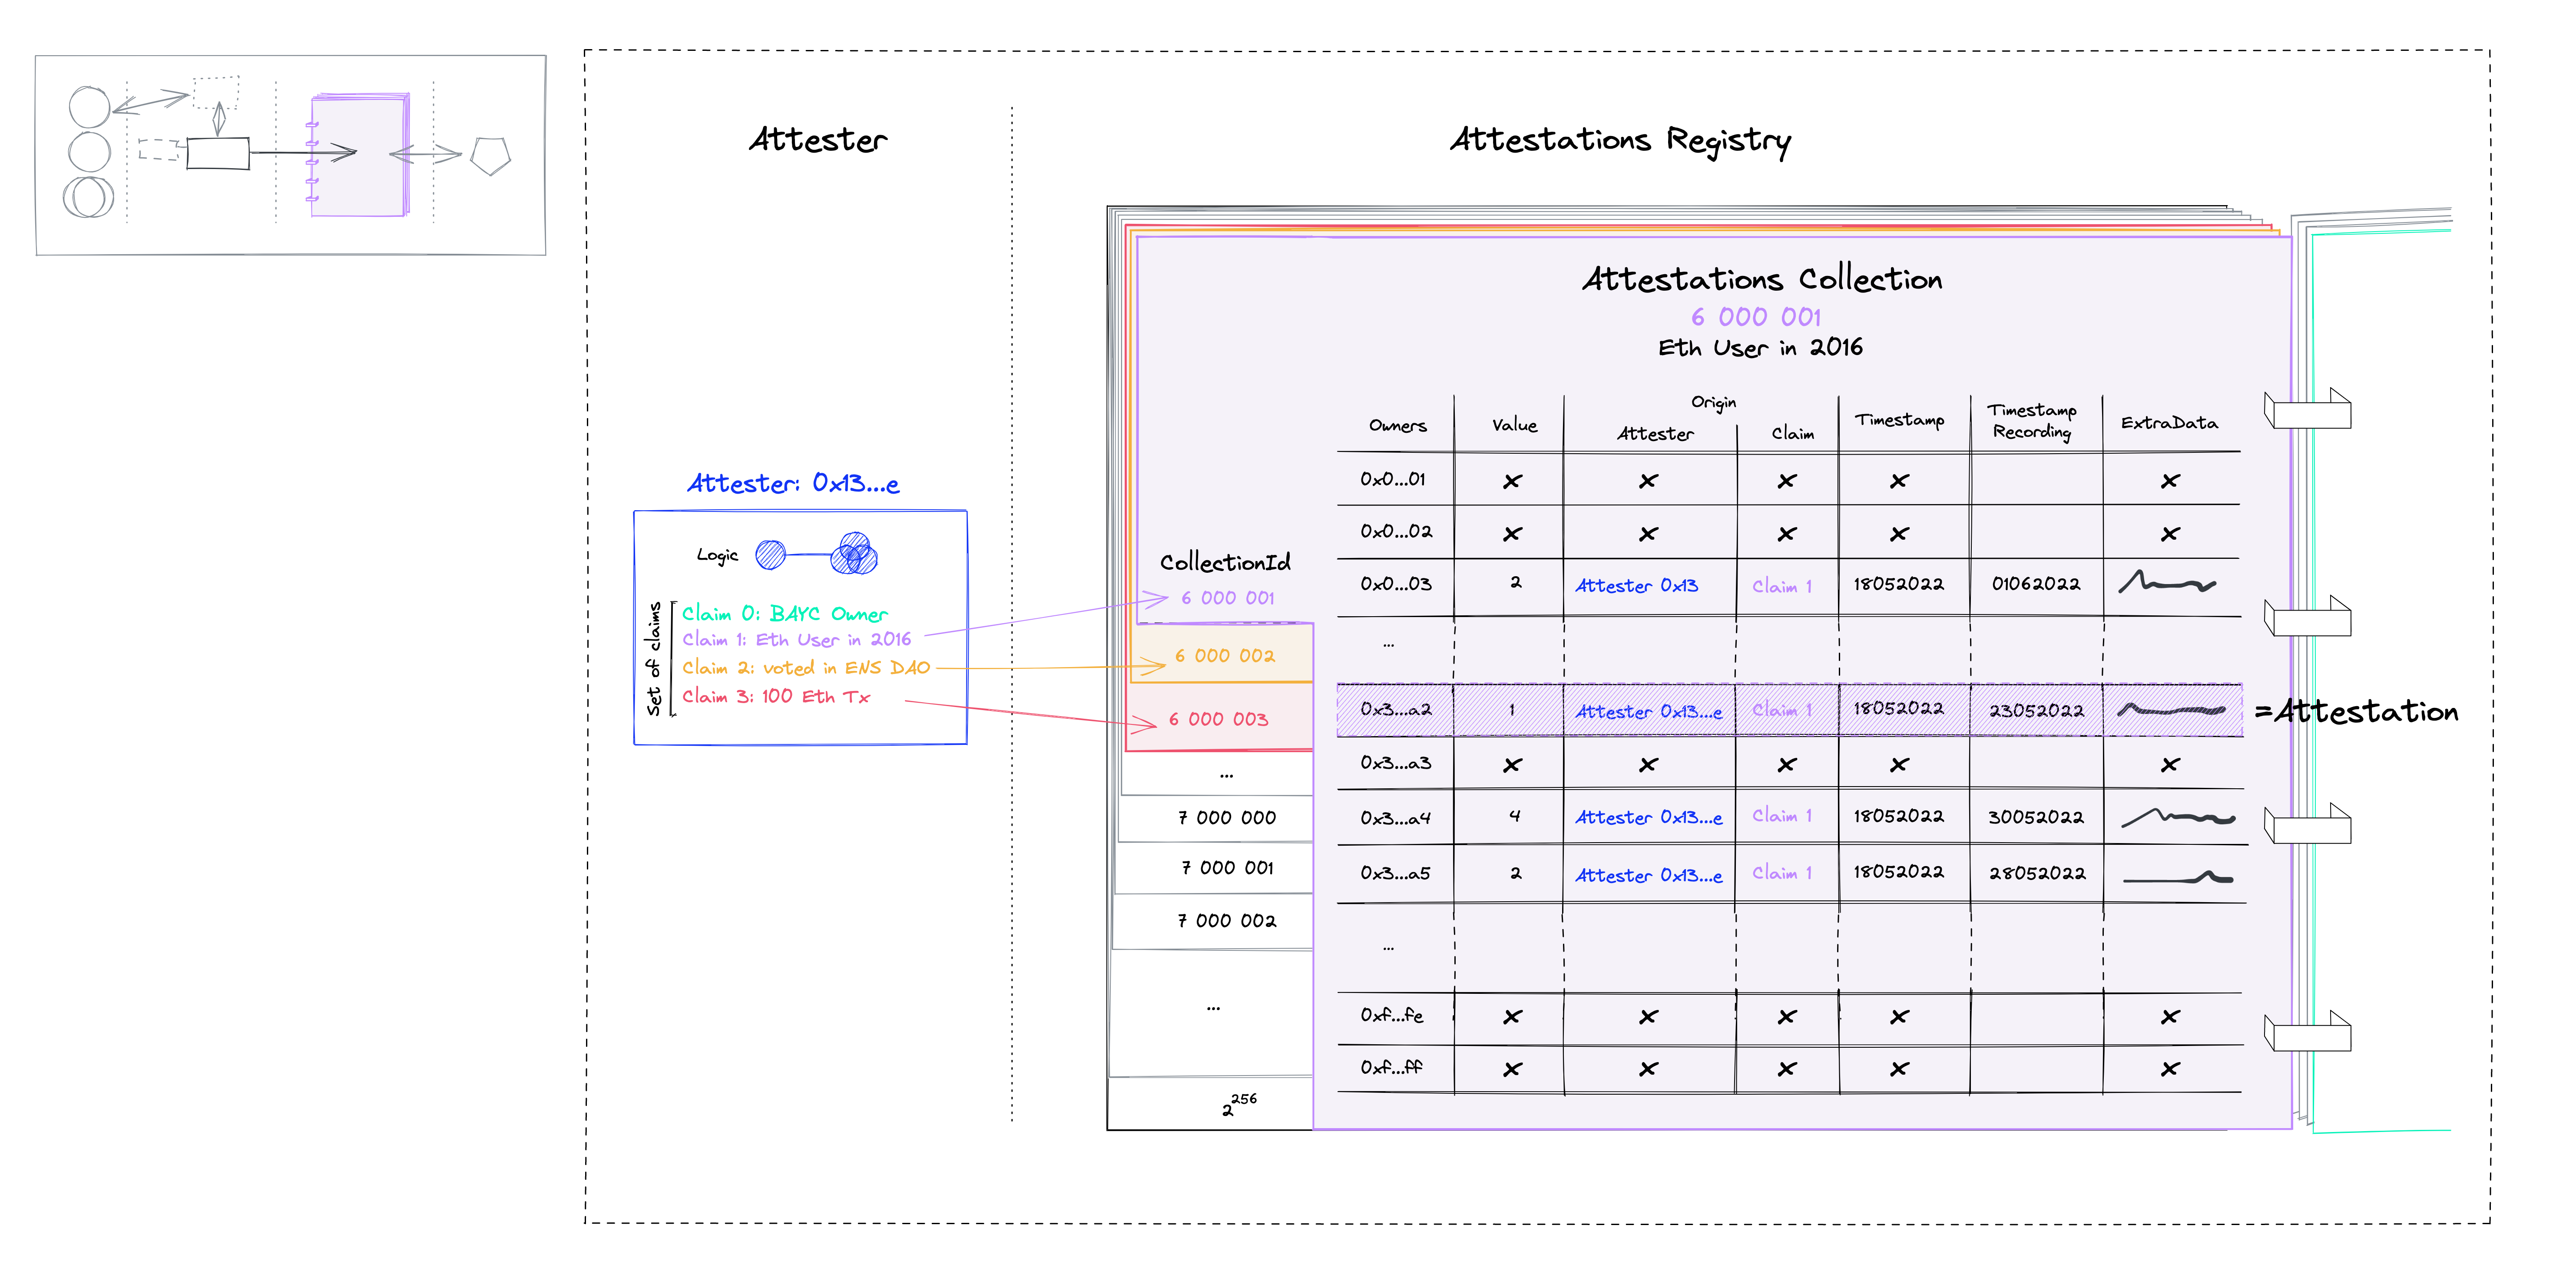 Attester
Attestations Registry
Attester: 0x13...e
Logic
Set of claims
Claim 0: BAYC Owner
Claim 1: Eth User in 2016
Claim 2: voted in ENS DAO
Claim 3: 100 Eth Tx
CollectionId
6 000 001
6 000 002
6 000 003
...
7 000 000
7 000 001
7 000 002
...
2^256
Attestations Collection
6 000 001
Eth User in 2016
Owners Value Origin Attester Claim Timestamp Timestamp Recording ExtraData
0x0...01 x x x x x
0x0...02 x x x x x
0x0...03 2 Attester 0x13 Claim 1 18052022 01062022
...
0x3...a2 1 Attester 0x13...e Claim 1 18052022 23052022
=Attestation
0x3...a3 x x x x x
0x3...a4 4 Attester 0x13...e Claim 1 18052022 30052022
0x3...a5 2 Attester 0x13...e Claim 1 18052022 28052022
...
0xf...fe x x x x x
0xf...ff x x x x x